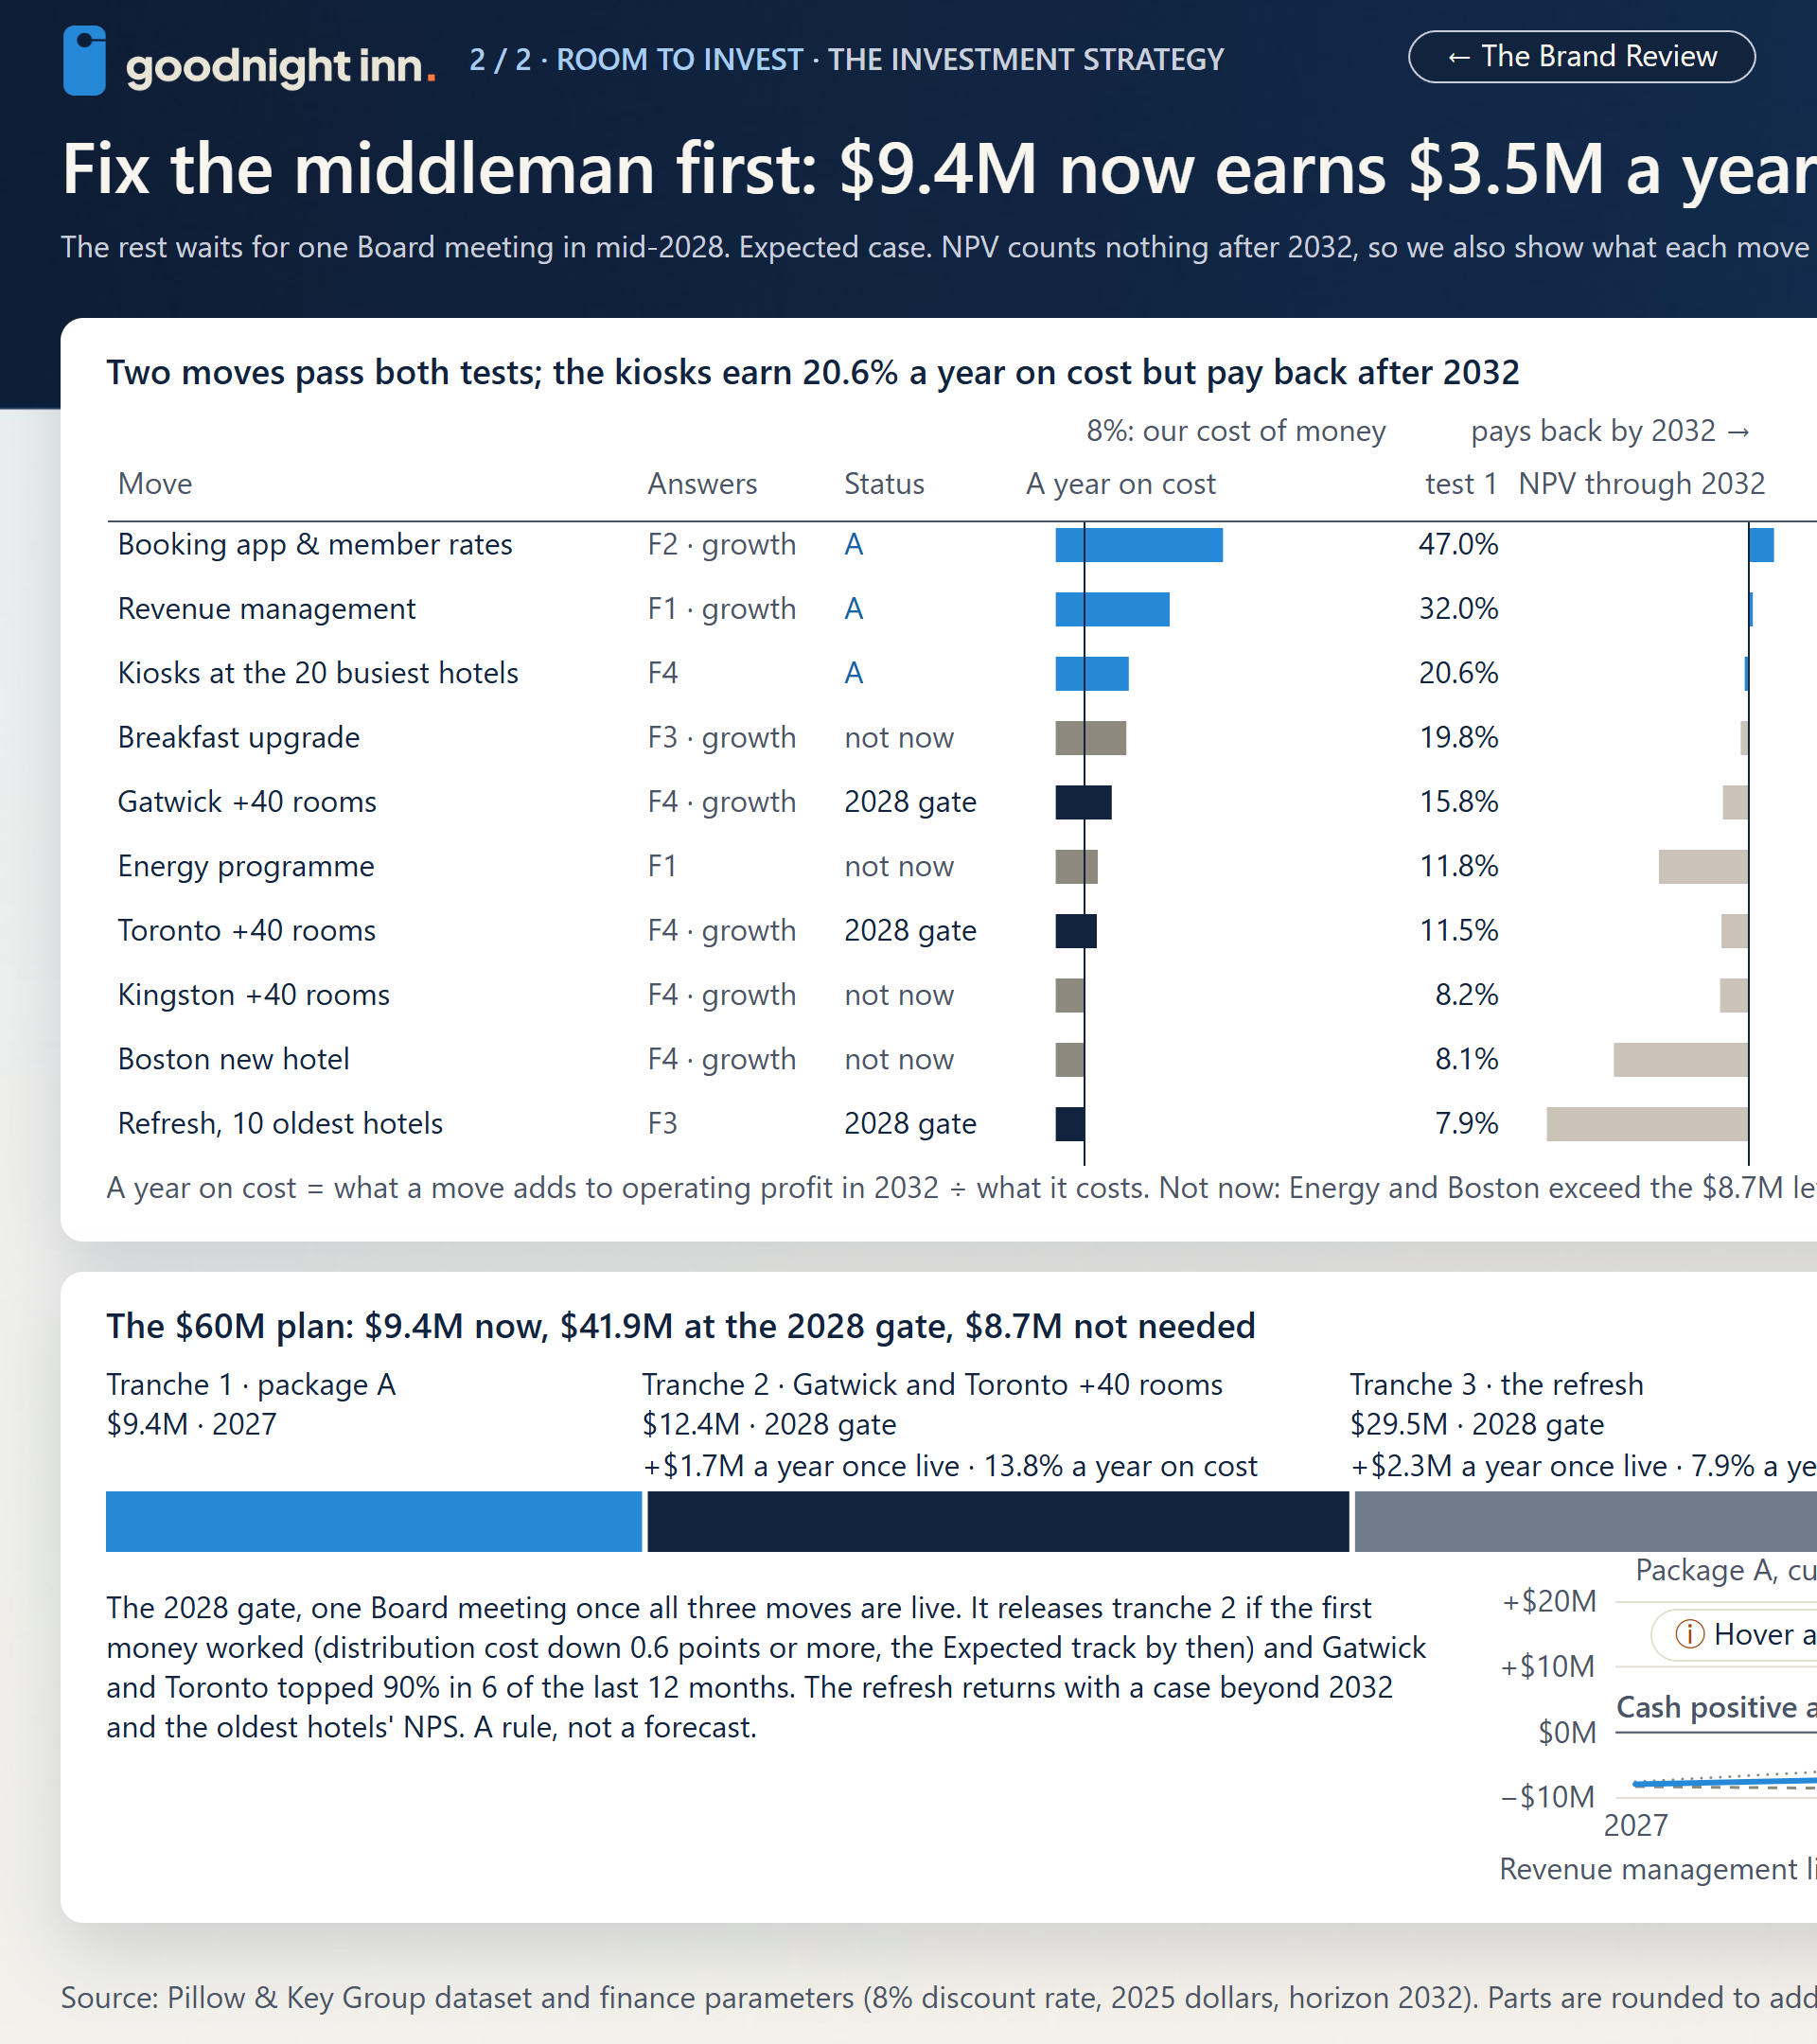 goodnight inn.
2 / 2 · ROOM TO INVEST · THE INVESTMENT STRATEGY
← The Brand Review
Fix the middleman first: $9.4M now earns $3.5M a year
The rest waits for one Board meeting in mid-2028. Expected case. NPV counts nothing after 2032, so we also show what each move
Two moves pass both tests; the kiosks earn 20.6% a year on cost but pay back after 2032
8%: our cost of money pays back by 2032 →
Move Answers Status A year on cost test 1 NPV through 2032
Booking app & member rates F2 · growth A 47.0%
Revenue management F1 · growth A 32.0%
Kiosks at the 20 busiest hotels F4 A 20.6%
Breakfast upgrade F3 · growth not now 19.8%
Gatwick +40 rooms F4 · growth 2028 gate 15.8%
Energy programme F1 not now 11.8%
Toronto +40 rooms F4 · growth 2028 gate 11.5%
Kingston +40 rooms F4 · growth not now 8.2%
Boston new hotel F4 · growth not now 8.1%
Refresh, 10 oldest hotels F3 2028 gate 7.9%
A year on cost = what a move adds to operating profit in 2032 ÷ what it costs. Not now: Energy and Boston exceed the $8.7M
The $60M plan: $9.4M now, $41.9M at the 2028 gate, $8.7M not needed
Tranche 1 · package A
$9.4M · 2027
Tranche 2 · Gatwick and Toronto +40 rooms
$12.4M · 2028 gate
+$1.7M a year once live · 13.8% a year on cost
Tranche 3 · the refresh
$29.5M · 2028 gate
+$2.3M a year once live · 7.9% a
The 2028 gate, one Board meeting once all three moves are live. It releases tranche 2 if the first
money worked (distribution cost down 0.6 points or more, the Expected track by then) and Gatwick
and Toronto topped 90% in 6 of the last 12 months. The refresh returns with a case beyond 2032
and the oldest hotels' NPS. A rule, not a forecast.
Package A,
+$20M
Hover
+$10M
Cash positive
$0M
−$10M
2027
Revenue management
Source: Pillow & Key Group dataset and finance parameters (8% discount rate, 2025 dollars, horizon 2032). Parts are rounded to add